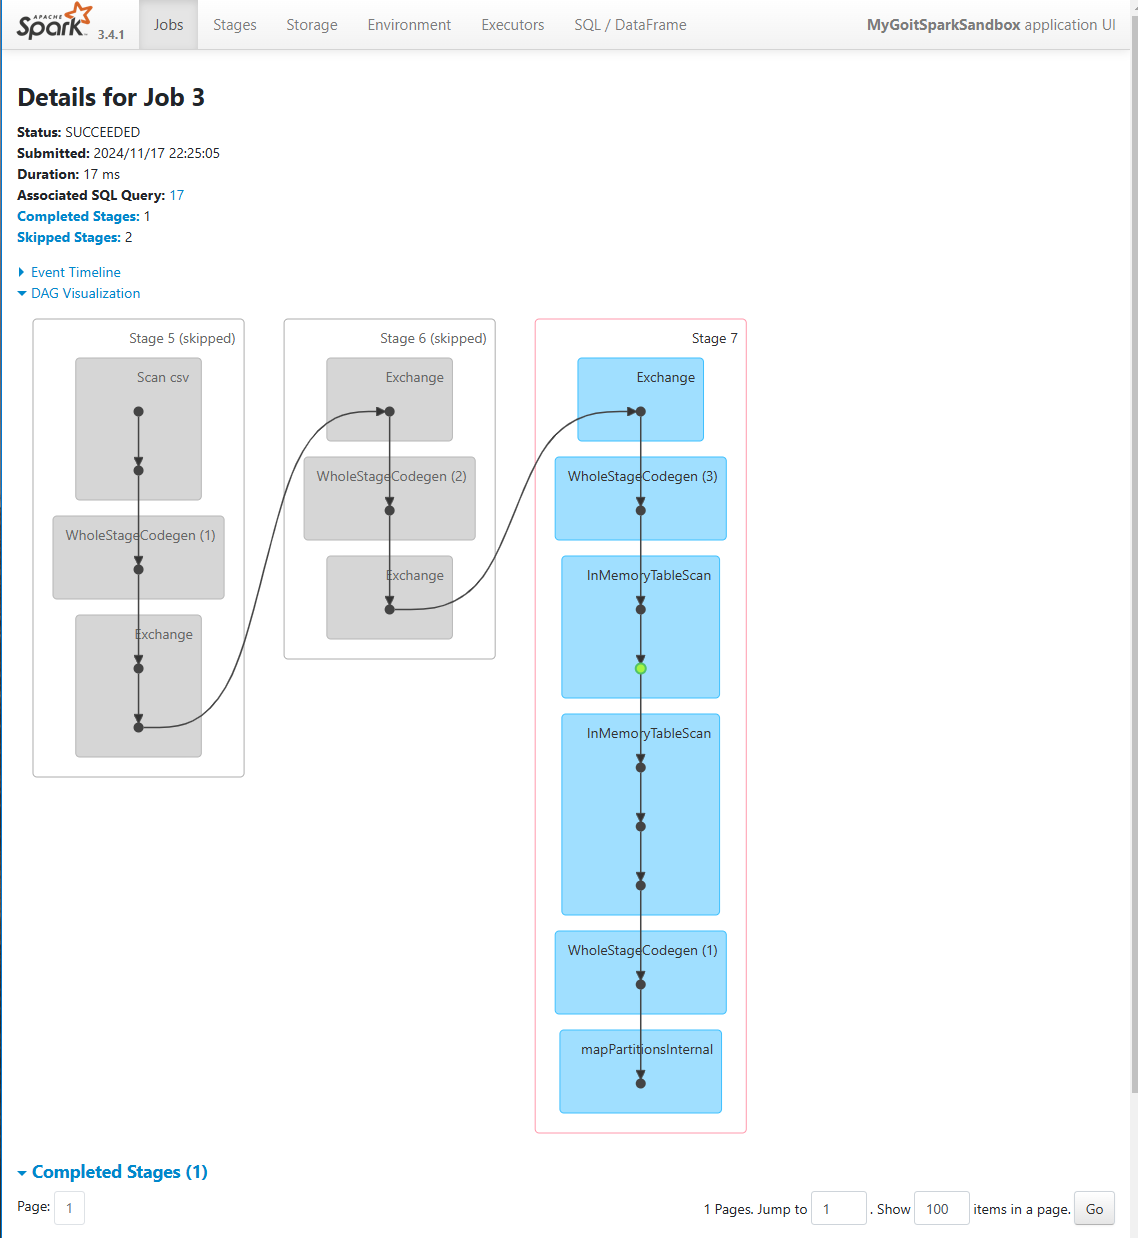 APACHE
Spark 3.4.1 Jobs Stages Storage Environment Executors SQL / DataFrame MyGoitSparkSandbox application UI
Details for Job 3
Status: SUCCEEDED
Submitted: 2024/11/17 22:25:05
Duration: 17 ms
Associated SQL Query: 17
Completed Stages: 1
Skipped Stages: 2
Event Timeline
DAG Visualization
Stage 5 (skipped)
Scan csv
WholeStageCodegen (1)
Exchange
Stage 6 (skipped)
Exchange
WholeStageCodegen (2)
Exchange
Stage 7
Exchange
WholeStageCodegen (3)
InMemoryTableScan
InMemoryTableScan
WholeStageCodegen (1)
mapPartitionsInternal
Completed Stages (1)
Page: 1 1 Pages. Jump to 1 . Show 100 items in a page. Go